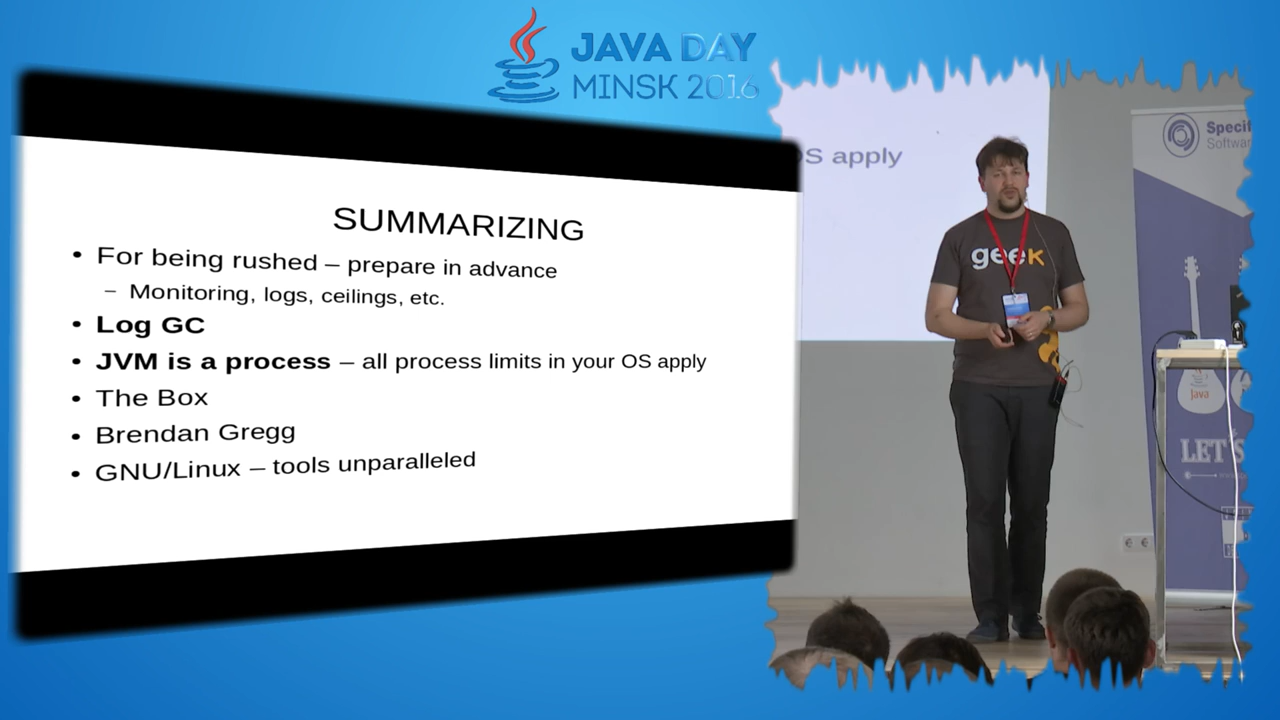 JAVA DAY
MINSK 2016
SUMMARIZING
• For being rushed – prepare in advance
– Monitoring, logs, ceilings, etc.
• Log GC
• JVM is a process – all process limits in your OS apply
• The Box
• Brendan Gregg
• GNU/Linux – tools unparalleled
OS apply
geek
Java
LET'S